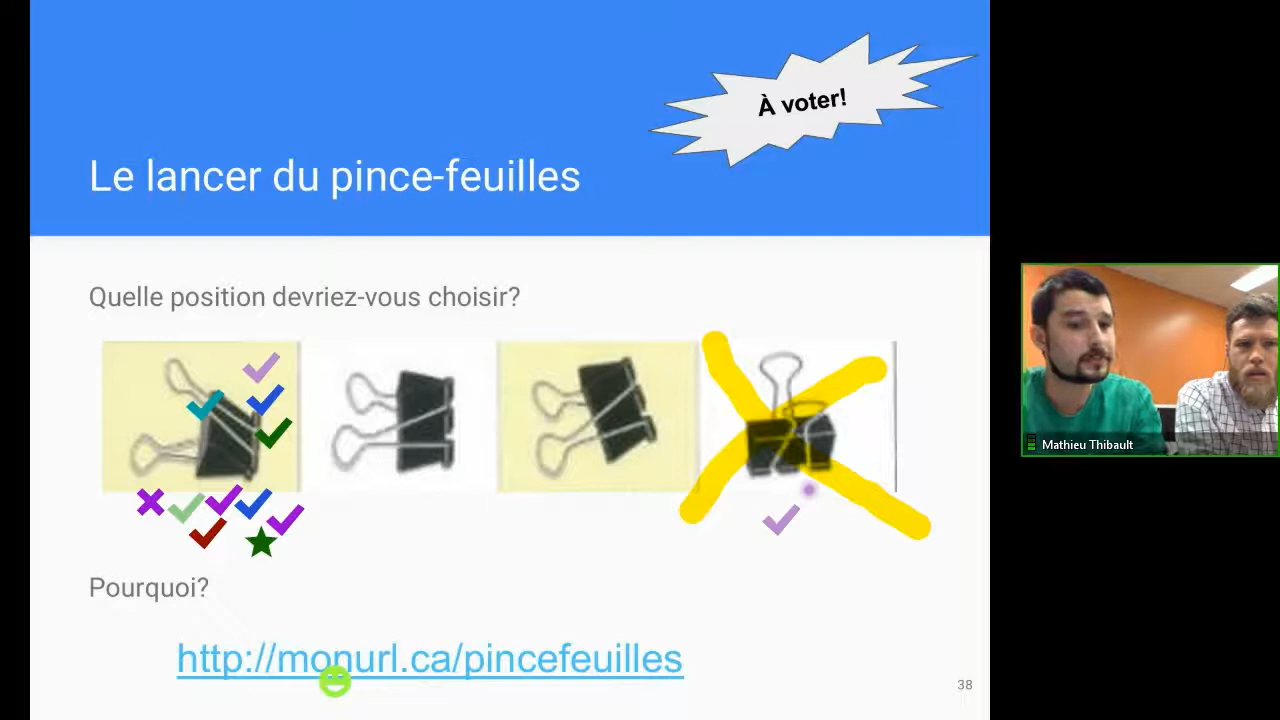 À voter!
Le lancer du pince-feuilles
Quelle position devriez-vous choisir?
Mathieu Thibault
Pourquoi?
http://monurl.ca/pincefeuilles
38